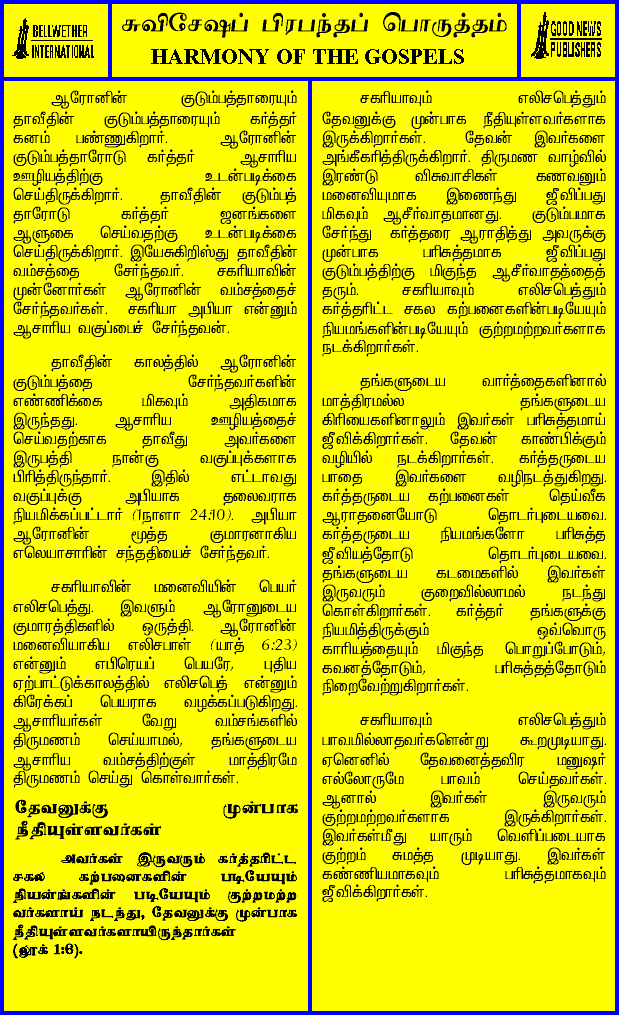 BELLWETHER
INTERNATIONAL
சுவிசேஷப் பிரபந்தப் பொருத்தம்
HARMONY OF THE GOSPELS
GOOD NEWS
PUBLISHERS
ஆரோனின் குடும்பத்தாரையும்
தாவீதின் குடும்பத்தாரையும் கர்த்தர்
கனம் பண்ணுகிறார். ஆரோனின்
குடும்பத்தாரோடு கர்த்தர் ஆசாரிய
ஊழியத்திற்கு உடன்படிக்கை
செய்திருக்கிறார். தாவீதின் குடும்பத்
தாரோடு கர்த்தர் ஜனங்களை
ஆளுகை செய்வதற்கு உடன்படிக்கை
செய்திருக்கிறார். இயேசுகிறிஸ்து தாவீதின்
வம்சத்தை சேர்ந்தவர். சகரியாவின்
முன்னோர்கள் ஆரோனின் வம்சத்தைச்
சேர்ந்தவர்கள். சகரியா அபியா என்னும்
ஆசாரிய வகுப்பைச் சேர்ந்தவன்.
தாவீதின் காலத்தில் ஆரோனின்
குடும்பத்தை சேர்ந்தவர்களின்
எண்ணிக்கை மிகவும் அதிகமாக
இருந்தது. ஆசாரிய ஊழியத்தைச்
செய்வதற்காக தாவீது அவர்களை
இருபத்தி நான்கு வகுப்புக்களாக
பிரித்திருந்தார். இதில் எட்டாவது
வகுப்புக்கு அபியாக தலைவராக
நியமிக்கப்பட்டார் (1நாளா 24:10). அபியா
ஆரோனின் மூத்த குமாரனாகிய
எலெயாசாரின் சந்ததியைச் சேர்ந்தவர்.
சகரியாவின் மனைவியின் பெயர்
எலிசபெத்து. இவளும் ஆரோனுடைய
குமாரத்திகளில் ஒருத்தி. ஆரோனின்
மனைவியாகிய எலிசபாள் (யாத் 6:23)
என்னும் எபிரெயப் பெயரே, புதிய
ஏற்பாட்டுக்காலத்தில் எலிசபெத் என்னும்
கிரேக்கப் பெயராக வழக்கப்படுகிறது.
ஆசாரியர்கள் வேறு வம்சங்களில்
திருமணம் செய்யாமல், தங்களுடைய
ஆசாரிய வம்சத்திற்குள் மாத்திரமே
திருமணம் செய்து கொள்வார்கள்.
தேவனுக்கு முன்பாக
நீதியுள்ளவர்கள்
அவர்கள் இருவரும் கர்த்தரிட்ட
சகல கற்பனைகளின் படியேயும்
நியமங்களின் படியேயும் குற்றமற்ற
வர்களாய் நடந்து, தேவனுக்கு முன்பாக
நீதியுள்ளவர்களாயிருந்தார்கள்
(லூக் 1:6).
சகரியாவும் எலிசபெத்தும்
தேவனுக்கு முன்பாக நீதியுள்ளவர்களாக
இருக்கிறார்கள். தேவன் இவர்களை
அங்கீகரித்திருக்கிறார். திருமண வாழ்வில்
இரண்டு விசுவாசிகள் கணவனும்
மனைவியுமாக இணைந்து ஜீவிப்பது
மிகவும் ஆசீர்வாதமானது. குடும்பமாக
சேர்ந்து கர்த்தரை ஆராதித்து அவருக்கு
முன்பாக பரிசுத்தமாக ஜீவிப்பது
குடும்பத்திற்கு மிகுந்த ஆசீர்வாதத்தைத்
தரும். சகரியாவும் எலிசபெத்தும்
கர்த்தரிட்ட சகல கற்பனைகளின்படியேயும்
நியமங்களின்படியேயும் குற்றமற்றவர்களாக
நடக்கிறார்கள்.
தங்களுடைய வார்த்தைகளினால்
மாத்திரமல்ல தங்களுடைய
கிரியைகளினாலும் இவர்கள் பரிசுத்தமாய்
ஜீவிக்கிறார்கள். தேவன் காண்பிக்கும்
வழியில் நடக்கிறார்கள். கர்த்தருடைய
பாதை இவர்களை வழிநடத்துகிறது.
கர்த்தருடைய கற்பனைகள் தெய்வீக
ஆராதனையோடு தொடர்புடையவை.
கர்த்தருடைய நியமங்களோ பரிசுத்த
ஜீவியத்தோடு தொடர்புடையவை.
தங்களுடைய கடமைகளில் இவர்கள்
இருவரும் குறைவில்லாமல் நடந்து
கொள்கிறார்கள். கர்த்தர் தங்களுக்கு
நியமித்திருக்கும் ஒவ்வொரு
காரியத்தையும் மிகுந்த பொறுப்போடும்,
கவனத்தோடும், பரிசுத்தத்தோடும்
நிறைவேற்றுகிறார்கள்.
சகரியாவும் எலிசபெத்தும்
பாவமில்லாதவர்களென்று கூறமுடியாது.
ஏனெனில் தேவனைத்தவிர மனுஷர்
எல்லோருமே பாவம் செய்தவர்கள்.
ஆனால் இவர்கள் இருவரும்
குற்றமற்றவர்களாக இருக்கிறார்கள்.
இவர்கள்மீது யாரும் வெளிப்படையாக
குற்றம் சுமத்த முடியாது. இவர்கள்
கண்ணியமாகவும் பரிசுத்தமாகவும்
ஜீவிக்கிறார்கள்.